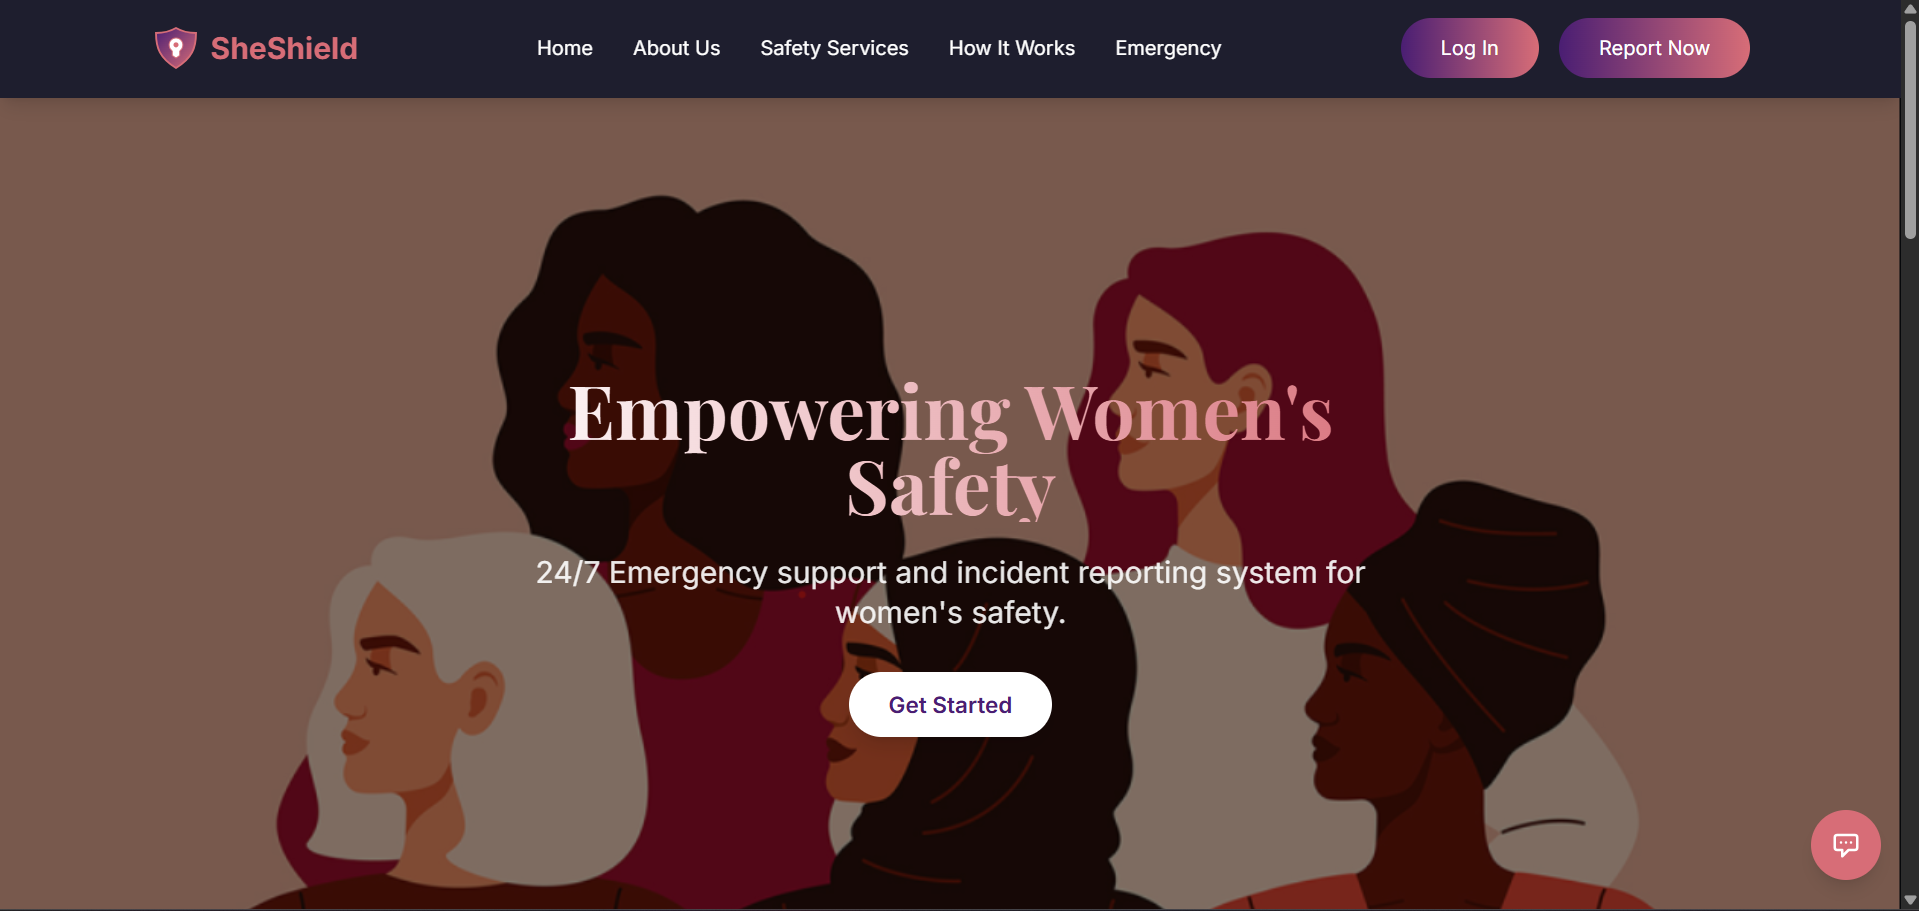 SheShield
Home
About Us
Safety Services
How It Works
Emergency
Log In
Report Now
Empowering Women's
Safety
24/7 Emergency support and incident reporting system for
women's safety.
Get Started